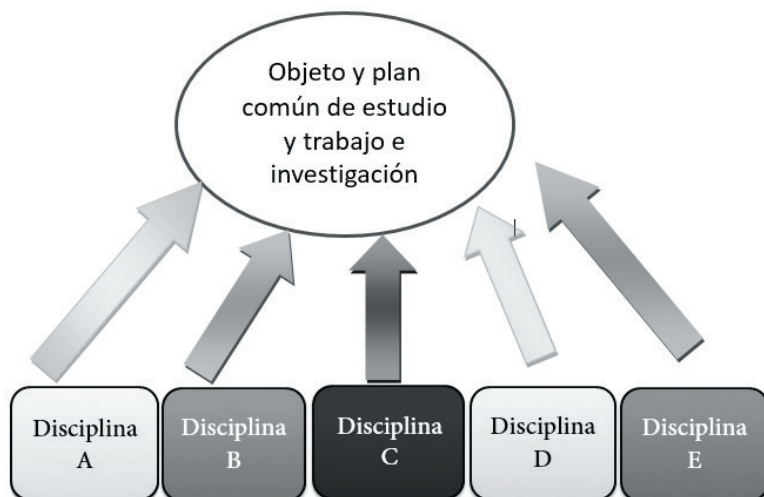 Objeto y plan
común de estudio
y trabajo e
investigación
Disciplina
A
Disciplina
B
Disciplina
C
Disciplina
D
Disciplina
E